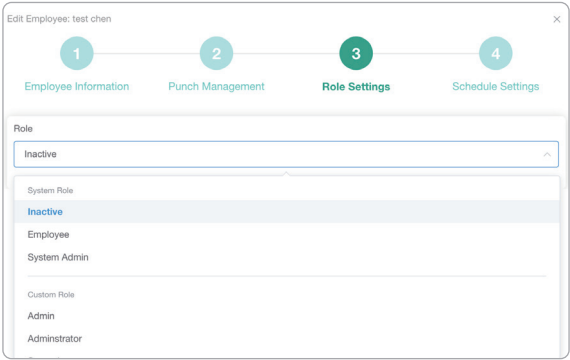 Edit Employee: test chen
1
2
3
4
Employee Information
Punch Management
Role Settings
Schedule Settings
Role
Inactive
System Role
Inactive
Employee
System Admin
Custom Role
Admin
Adminstrator